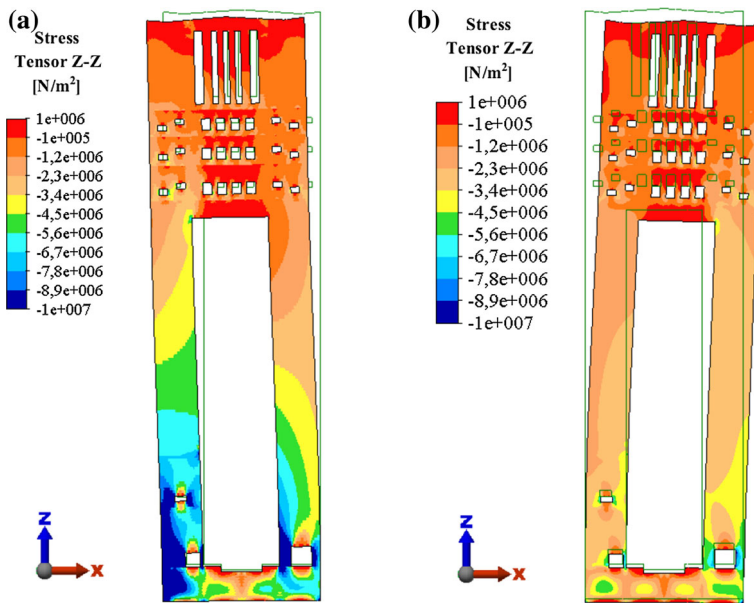 (a)
Stress
Tensor Z-Z
[N/m²]
1e+006
-1e+005
-1,2e+006
-2,3e+006
-3,4e+006
-4,5e+006
-5,6e+006
-6,7e+006
-7,8e+006
-8,9e+006
-1e+007
Z
X
(b)
Stress
Tensor Z-Z
[N/m²]
1e+006
-1e+005
-1,2e+006
-2,3e+006
-3,4e+006
-4,5e+006
-5,6e+006
-6,7e+006
-7,8e+006
-8,9e+006
-1e+007
Z
X